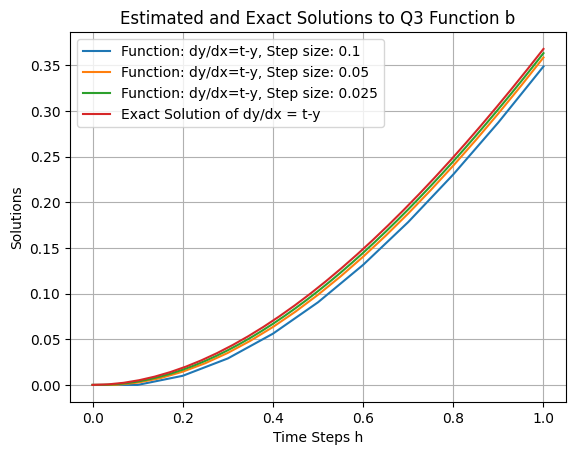 Estimated and Exact Solutions to Q3 Function b
Function: dy/dx=t-y, Step size: 0.1
Function: dy/dx=t-y, Step size: 0.05
Function: dy/dx=t-y, Step size: 0.025
Exact Solution of dy/dx = t-y
Solutions
0.35
0.30
0.25
0.20
0.15
0.10
0.05
0.00
0.0 0.2 0.4 0.6 0.8 1.0
Time Steps h